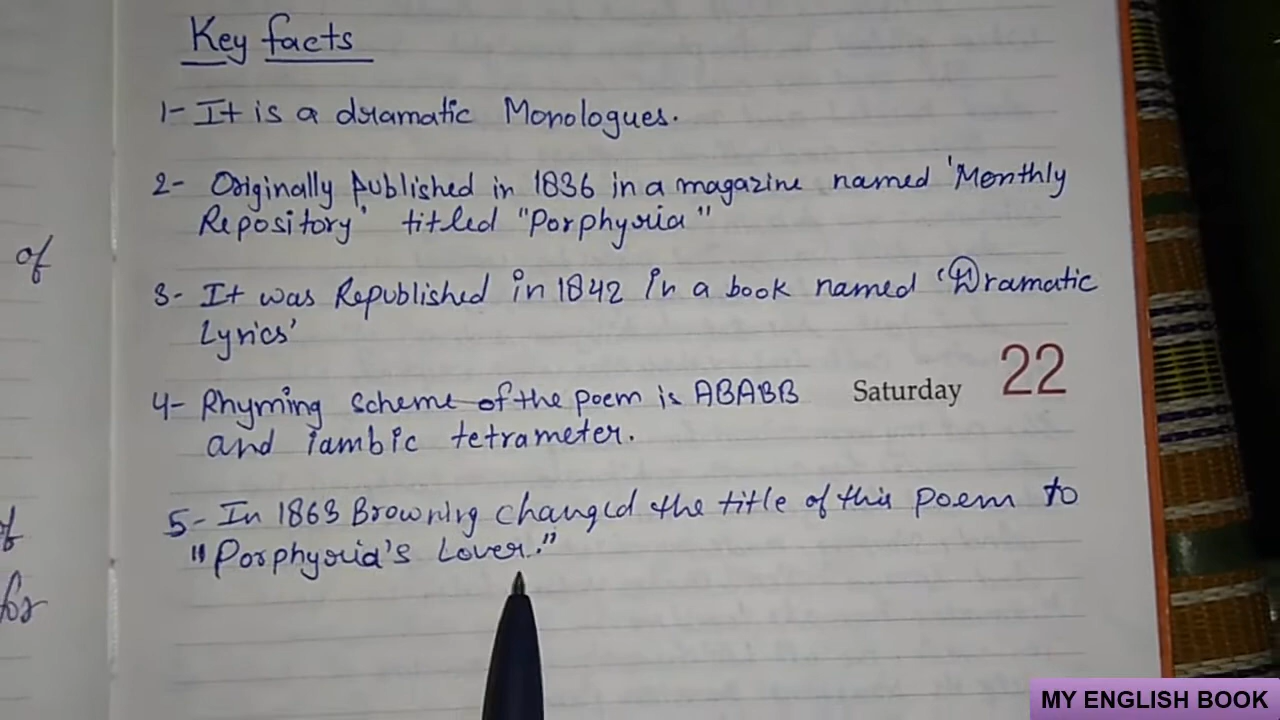 Key facts
1- It is a dramatic Monologues.
2- Originally published in 1836 in a magazine named 'Monthly
Repository' titled "Porphyria"
of
3- It was Republished in 1842 in a book named 'Dramatic
Lyrics'
4- Rhyming scheme of the poem is ABABB
Saturday 22
and iambic tetrameter.
5- In 1863 Browning changed the title of this poem to
"Porphyria's Lover."
of
for
MY ENGLISH BOOK